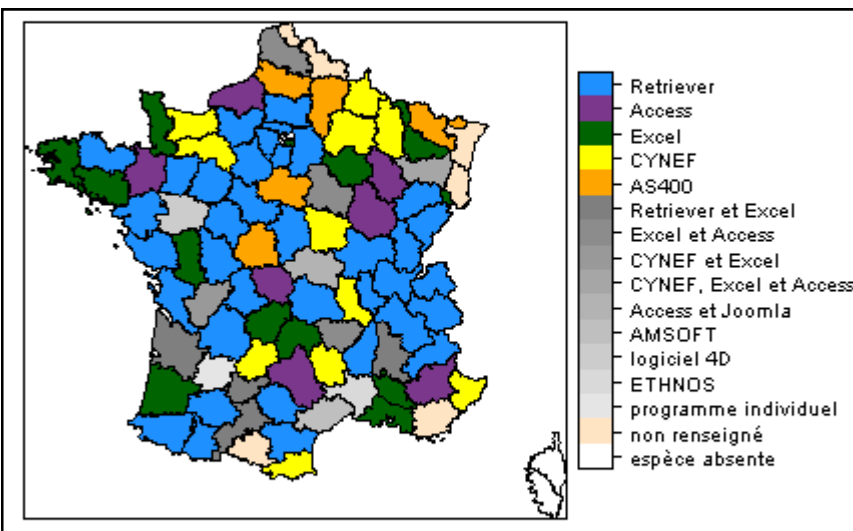 Retriever
Access
Excel
CYNEF
AS400
Retriever et Excel
Excel et Access
CYNEF et Excel
CYNEF, Excel et Access
Access et Joomla
AMSOFT
logiciel 4D
ETHNOS
programme individuel
non renseigné
espèce absente